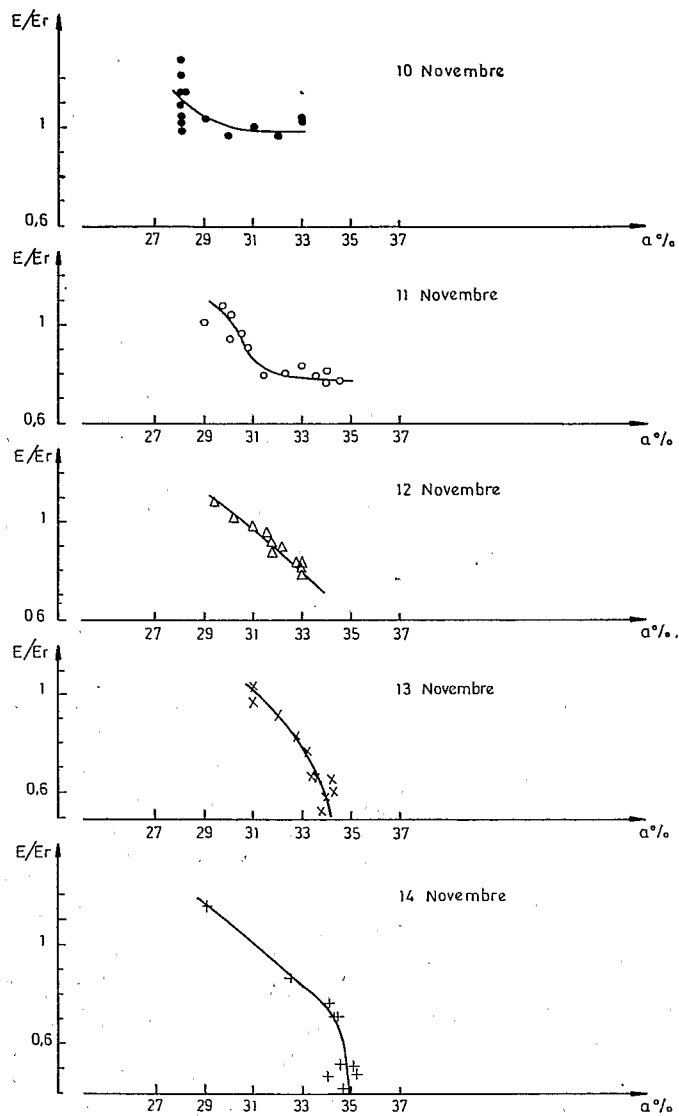 E/Er
10 Novembre
1
0,6
27 29 31 33 35 37
a%
E/Er
11 Novembre
1
0,6
27 29 31 33 35 37
a%
E/Er
12 Novembre
1
0 6
27 29 31 33 35 37
a%.
E/Er
13 Novembre
1
0,6
27 29 31 33 35 37
a%
E/Er
14 Novembre
1
0,6
27 29 31 33 35 37
a%